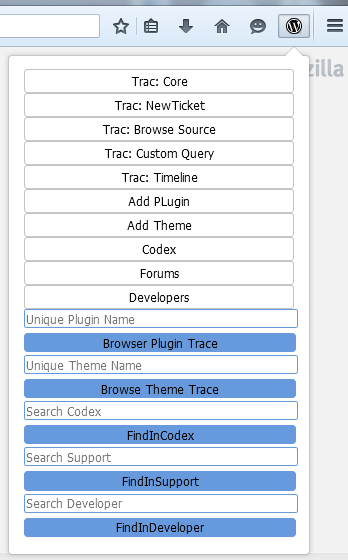 zilla
Trac: Core
Trac: NewTicket
Trac: Browse Source
Trac: Custom Query
Trac: Timeline
Add PLugin
Add Theme
Codex
Forums
Developers
Unique Plugin Name
Browser Plugin Trace
Unique Theme Name
Browse Theme Trace
Search Codex
FindInCodex
Search Support
FindInSupport
Search Developer
FindInDeveloper